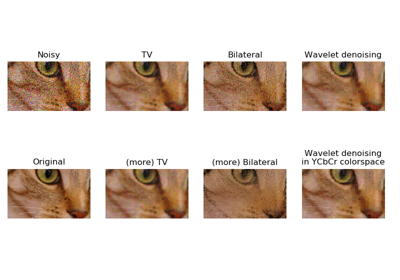 Noisy
TV
Bilateral
Wavelet denoising
Original
(more) TV
(more) Bilateral
Wavelet denoising
in YCbCr colorspace